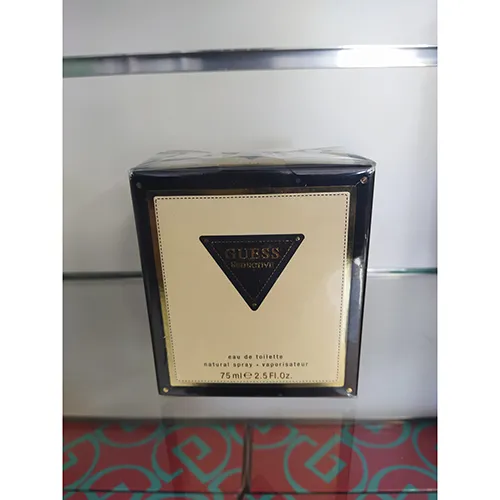 GUESS
SEDUCTIVE
eau de toilette
natural spray • vaporisateur
75 ml ℮ 2.5 Fl.Oz.